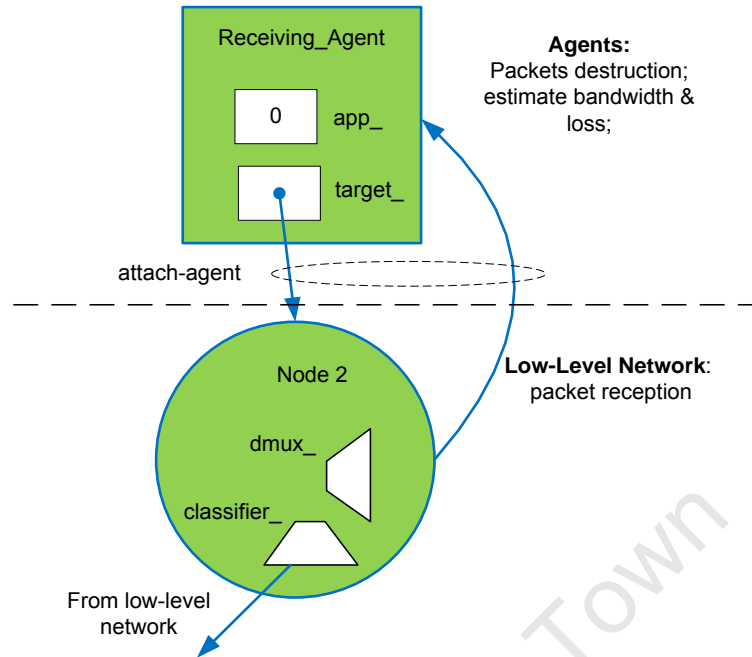 Receiving_Agent
0
app_
target_
Agents:
Packets destruction;
estimate bandwidth &
loss;
attach-agent
Low-Level Network:
packet reception
Node 2
dmux_
classifier_
From low-level
network
Town